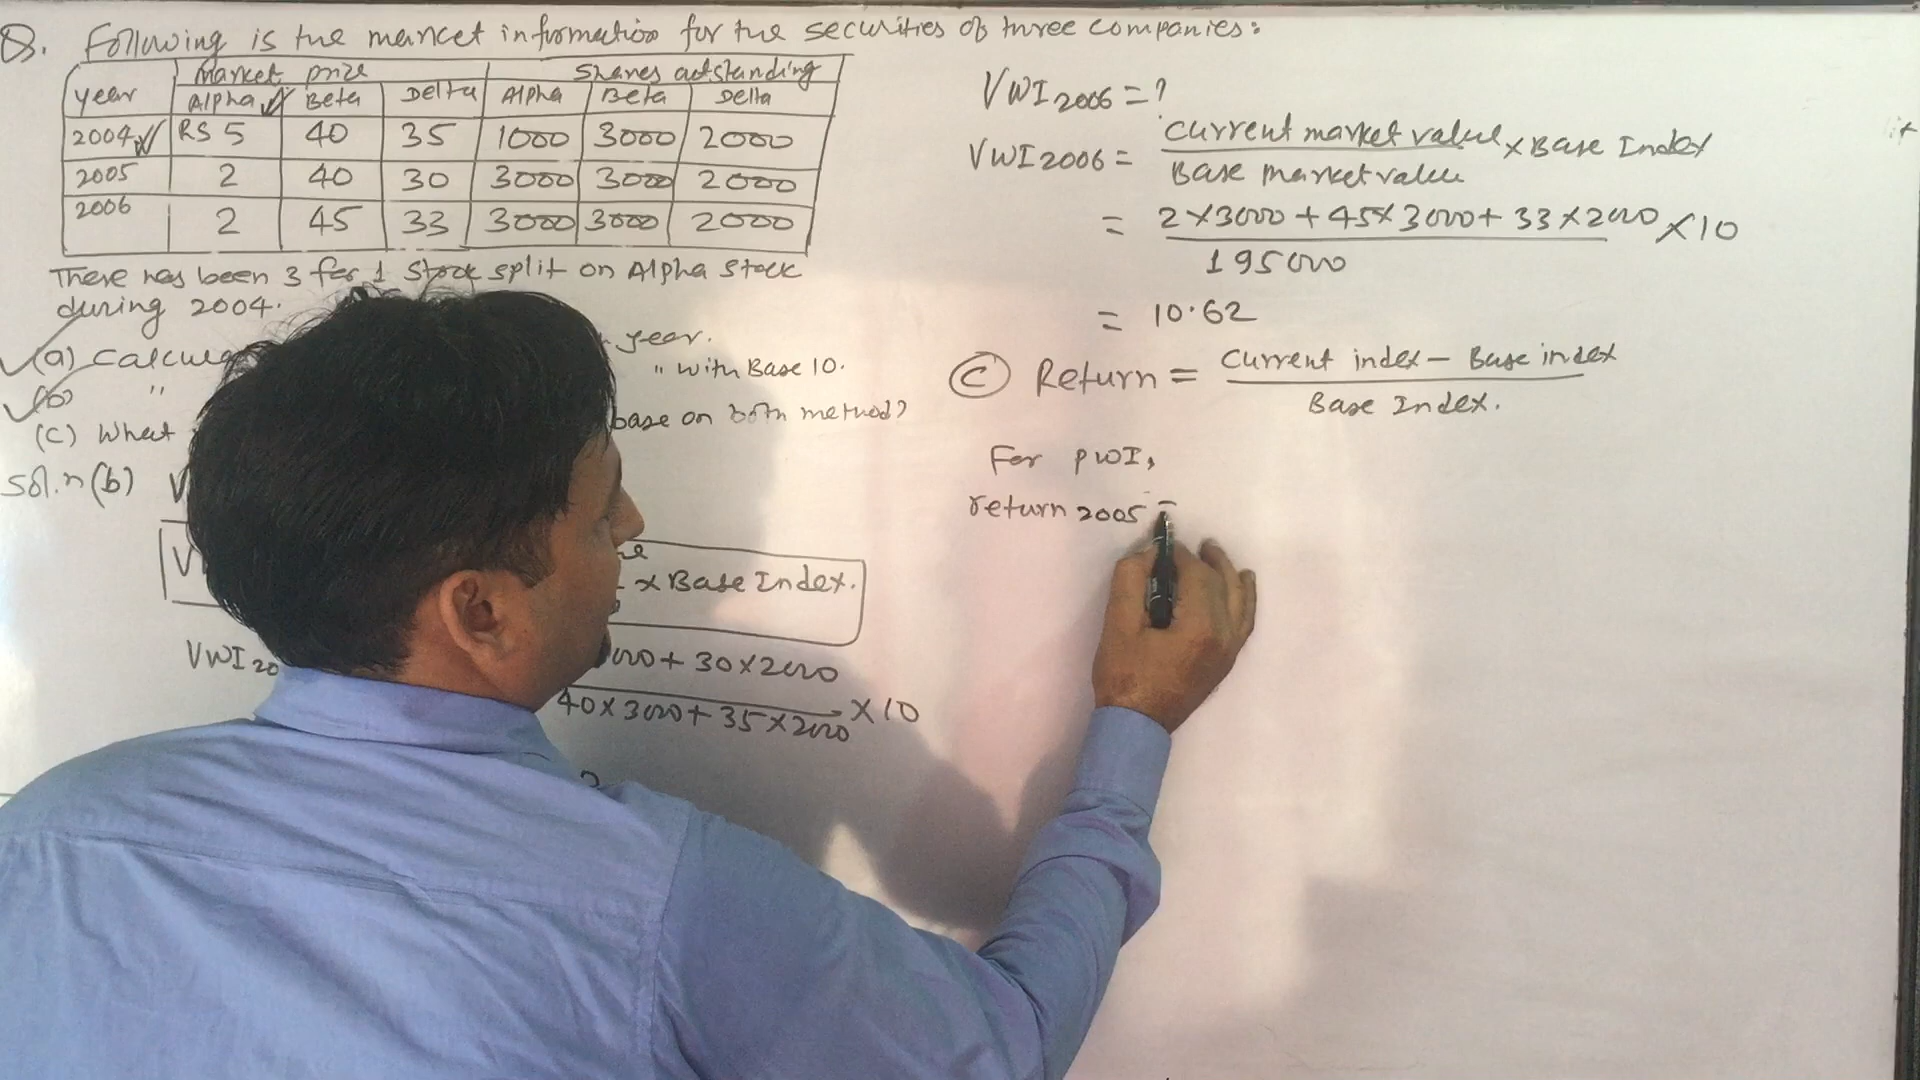 Q. Following is the market information for the securities of three companies:
year Market prize Shares outstanding
Alpha Beta Delta Alpha Beta Delta
2004 RS 5 40 35 1000 3000 2000
2005 2 40 30 3000 3000 2000
2006 2 45 33 3000 3000 2000
There has been 3 for 1 Stock split on Alpha Stock
during 2004.
(a) Calcul year.
(b) " " with Base 10.
(c) What base on both method?
Sol.n (b) V
V x Base Index.
VWI 20 + 30 x 2000
40 x 3000 + 35 x 2000 x 10
VWI 2006 = ?
VWI 2006 = Current market value x Base Index
Base market value
= 2 x 3000 + 45 x 3000 + 33 x 2000 x 10
195000
= 10.62
(C) Return = Current index - Base index
Base Index.
For PWI,
return 2005 =